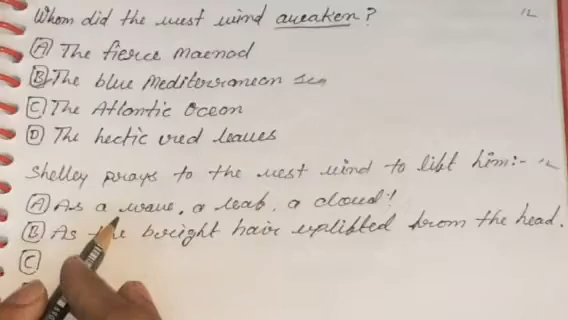 Whom did the west wind awaken? 12
(A) The fierce Maenad
(B) The blue Mediterranean sea
(C) The Atlantic Ocean
(D) The hectic red leaves
Shelley prays to the west wind to lift him:- 12
(A) As a wave, a leaf, a cloud!
(B) As the bright hair uplifted from the head.
(C)